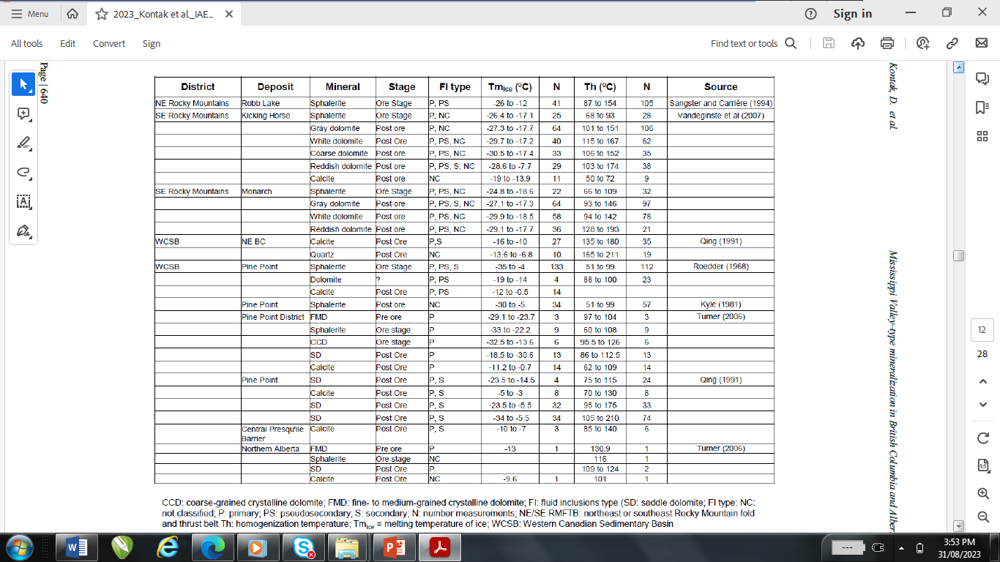 Menu
2023_Kontak et al._IAE...
Sign in
All tools Edit Convert Sign
Find text or tools
Page | 640
Kontak, D. et al.
Mississippi Valley-type mineralization in British Columbia and Alber
District Deposit Mineral Stage FI type Tmice (⁰C) N Th (⁰C) N Source
NE Rocky Mountains Robb Lake Sphalerite Ore Stage P, PS -26 to -12 41 87 to 154 105 Sangster and Carrière (1994)
SE Rocky Mountains Kicking Horse Sphalerite Ore Stage P, NC -26.4 to -17.1 25 68 to 93 28 Vandeginste et al (2007)
Gray dolomite Post ore P, NC -27.3 to -17.7 64 101 to 151 106
White dolomite Post Ore P, PS, NC -29.7 to -17.2 40 115 to 167 62
Coarse dolomite Post ore P, PS, NC -30.5 to -17.4 33 106 to 152 35
Reddish dolomite Post ore P, PS, S, NC -28.6 to -7.7 29 103 to 174 38
Calcite Post ore NC -19 to -13.9 11 50 to 72 9
SE Rocky Mountains Monarch Sphalerite Ore Stage P, PS, NC -24.8 to -18.6 22 66 to 109 32
Gray dolomite Post ore P, PS, S, NC -27.1 to -17.3 64 93 to 146 97
White dolomite Post ore P, PS, NC -29.9 to -18.5 58 94 to 142 78
Reddish dolomite Post ore P, PS, NC -29.1 to -17.7 36 128 to 193 21
WCSB NE BC Calcite Post Ore P,S -16 to -10 27 135 to 180 35 Qing (1991)
Quartz Post Ore NC -13.6 to -6.8 10 165 to 211 19
WCSB Pine Point Sphalerite Ore Stage P, PS, S -35 to -4 133 51 to 99 112 Roedder (1968)
Dolomite ? P, PS -19 to -14 4 88 to 100 23
Calcite Post Ore P, PS -12 to -0.5 14
Pine Point Sphalerite Post ore NC -30 to -5 34 51 to 99 57 Kyle (1981)
Pine Point District FMD Pre ore P -29.1 to -23.7 3 97 to 104 3 Turner (2006)
Sphalerite Ore stage P -33 to -22.2 9 60 to 108 9
CCD Ore stage P -32.5 to -13.6 6 95.5 to 126 6
SD Post Ore P -18.5 to -30.6 13 86 to 112.5 13
Calcite Post Ore P -11.2 to -0.7 14 62 to 109 14
Pine Point SD Post Ore P, S -23.5 to -14.5 4 75 to 115 24 Qing (1991)
Calcite Post Ore P, S -5 to -3 8 70 to 130 8
SD Post Ore P, S -23.5 to -5.5 32 95 to 175 33
SD Post Ore P, S -34 to -5.5 34 105 to 210 74
Central Presqu'ile Calcite Post Ore P, S -10 to -7 3 85 to 140 6
Barrier
Northern Alberta FMD Pre ore P -13 1 130.9 1 Turner (2006)
Sphalerite Ore stage NC 116 1
SD Post Ore P 109 to 124 2
Calcite Post Ore NC -9.6 1 101 1
CCD: coarse-grained crystalline dolomite; FMD: fine- to medium-grained crystalline dolomite; FI: fluid inclusions type (SD: saddle dolomite; FI type: NC:
not classified; P: primary; PS: pseudosecondary; S: secondary; N: number measurements; NE/SE RMFTB: northeast or southeast Rocky Mountain fold
and thrust belt Th: homogenization temperature; Tmice = melting temperature of ice; WCSB: Western Canadian Sedimentary Basin
12
28
3:53 PM
31/08/2023